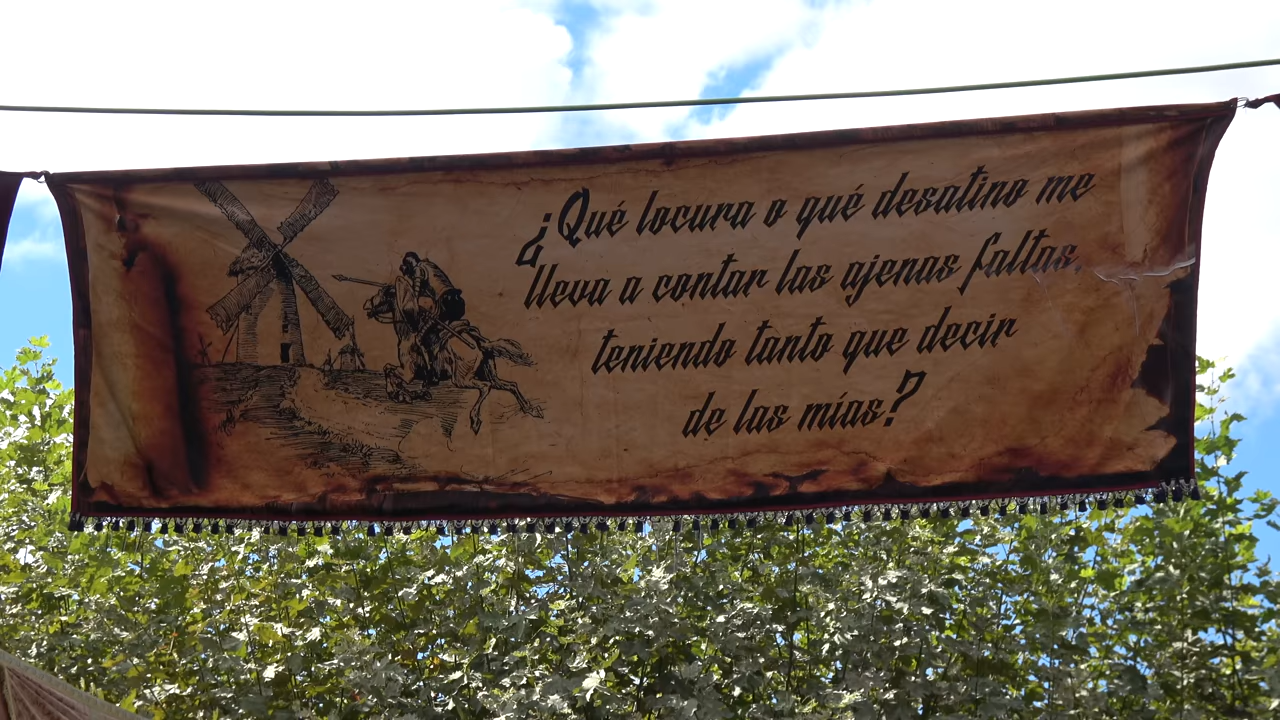 ¿Qué locura o qué desatino me
lleva a contar las ajenas faltas,
teniendo tanto que decir
de las mías?